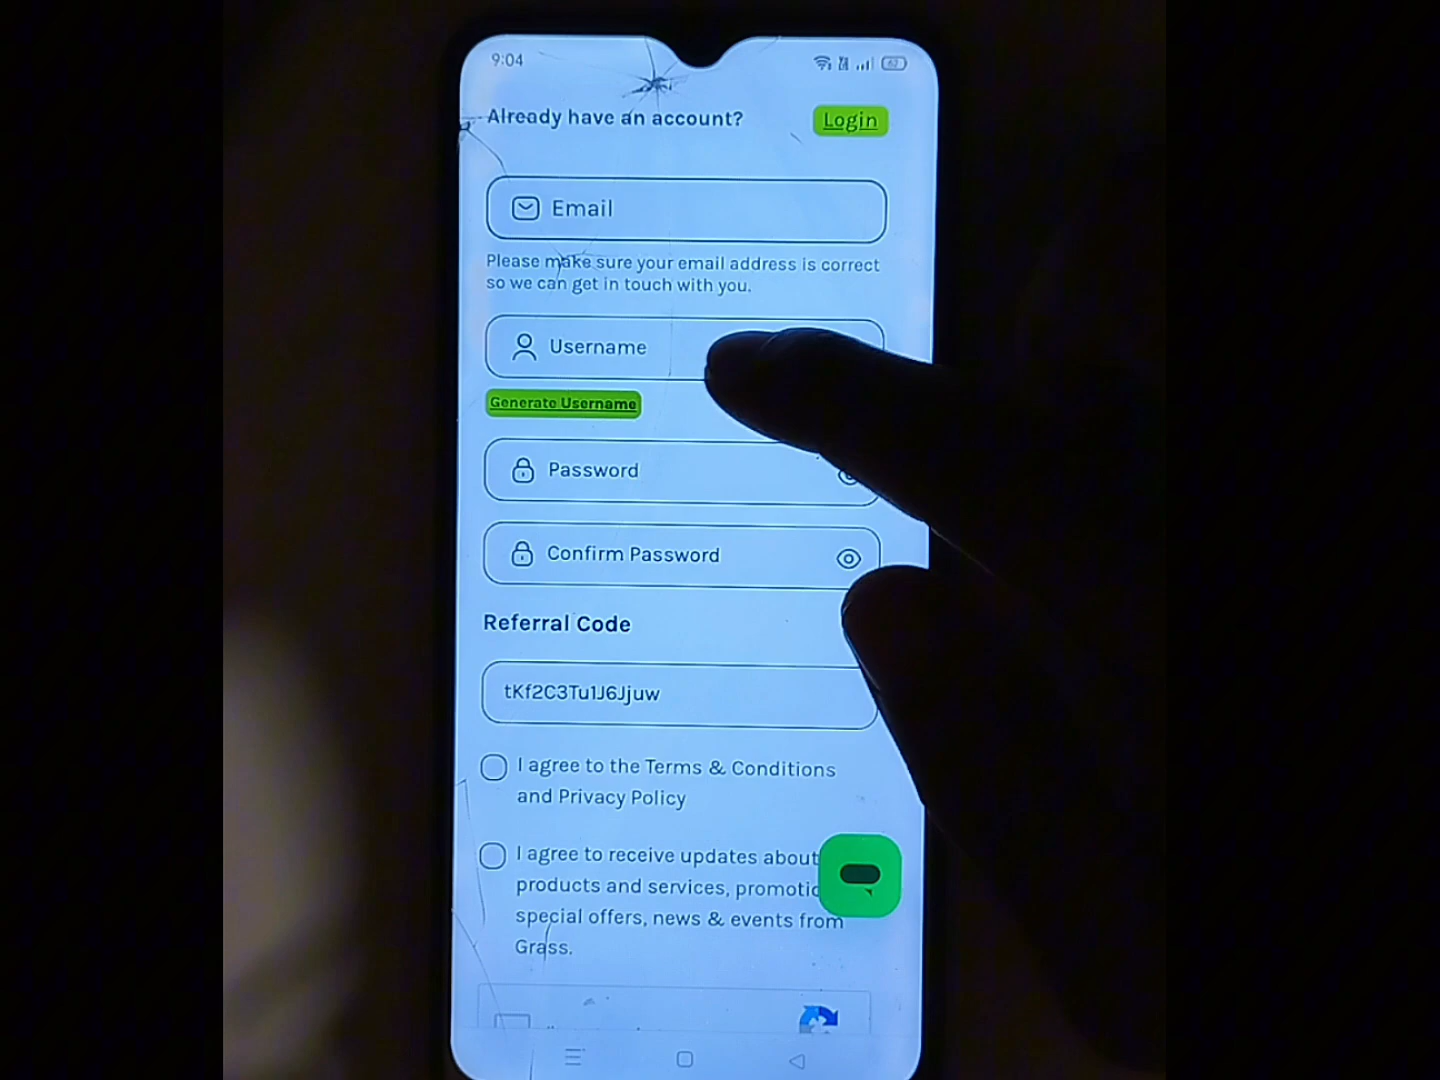 9:04
62
Already have an account?
Login
Email
Please make sure your email address is correct
so we can get in touch with you.
Username
Generate Username
Password
Confirm Password
Referral Code
tKf2C3Tu1J6Jjuw
I agree to the Terms & Conditions
and Privacy Policy
I agree to receive updates about
products and services,
special offers, news & events from
Grass.